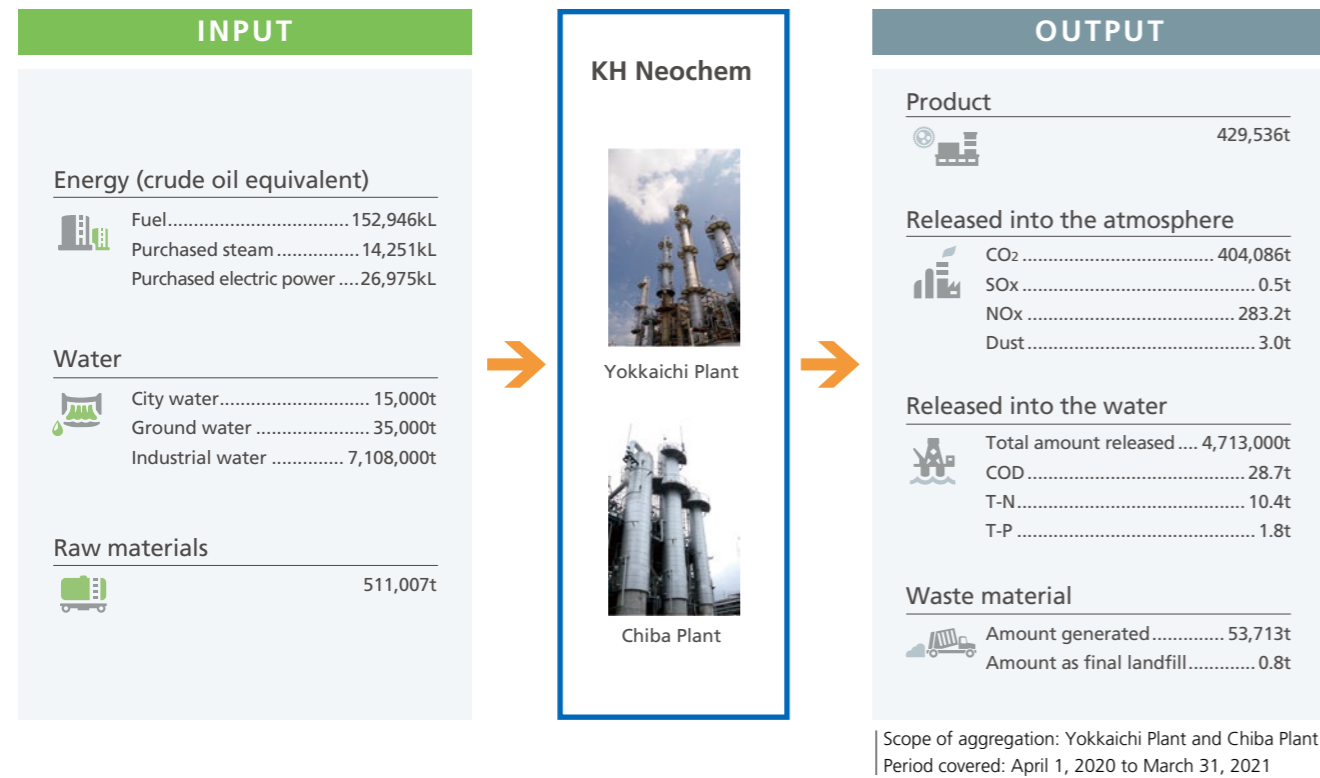 INPUT
Energy (crude oil equivalent)
Fuel................................152,946kL
Purchased steam ...............14,251kL
Purchased electric power ....26,975kL
Water
City water........................... 15,000t
Ground water ..................... 35,000t
Industrial water .............. 7,108,000t
Raw materials
511,007t
KH Neochem
Yokkaichi Plant
Chiba Plant
OUTPUT
Product
429,536t
Released into the atmosphere
CO₂ .................................. 404,086t
SOx ......................................... 0.5t
NOx ..................................... 283.2t
Dust ......................................... 3.0t
Released into the water
Total amount released .... 4,713,000t
COD ....................................... 28.7t
T-N ......................................... 10.4t
T-P ........................................... 1.8t
Waste material
Amount generated ............. 53,713t
Amount as final landfill............ 0.8t
Scope of aggregation: Yokkaichi Plant and Chiba Plant
Period covered: April 1, 2020 to March 31, 2021